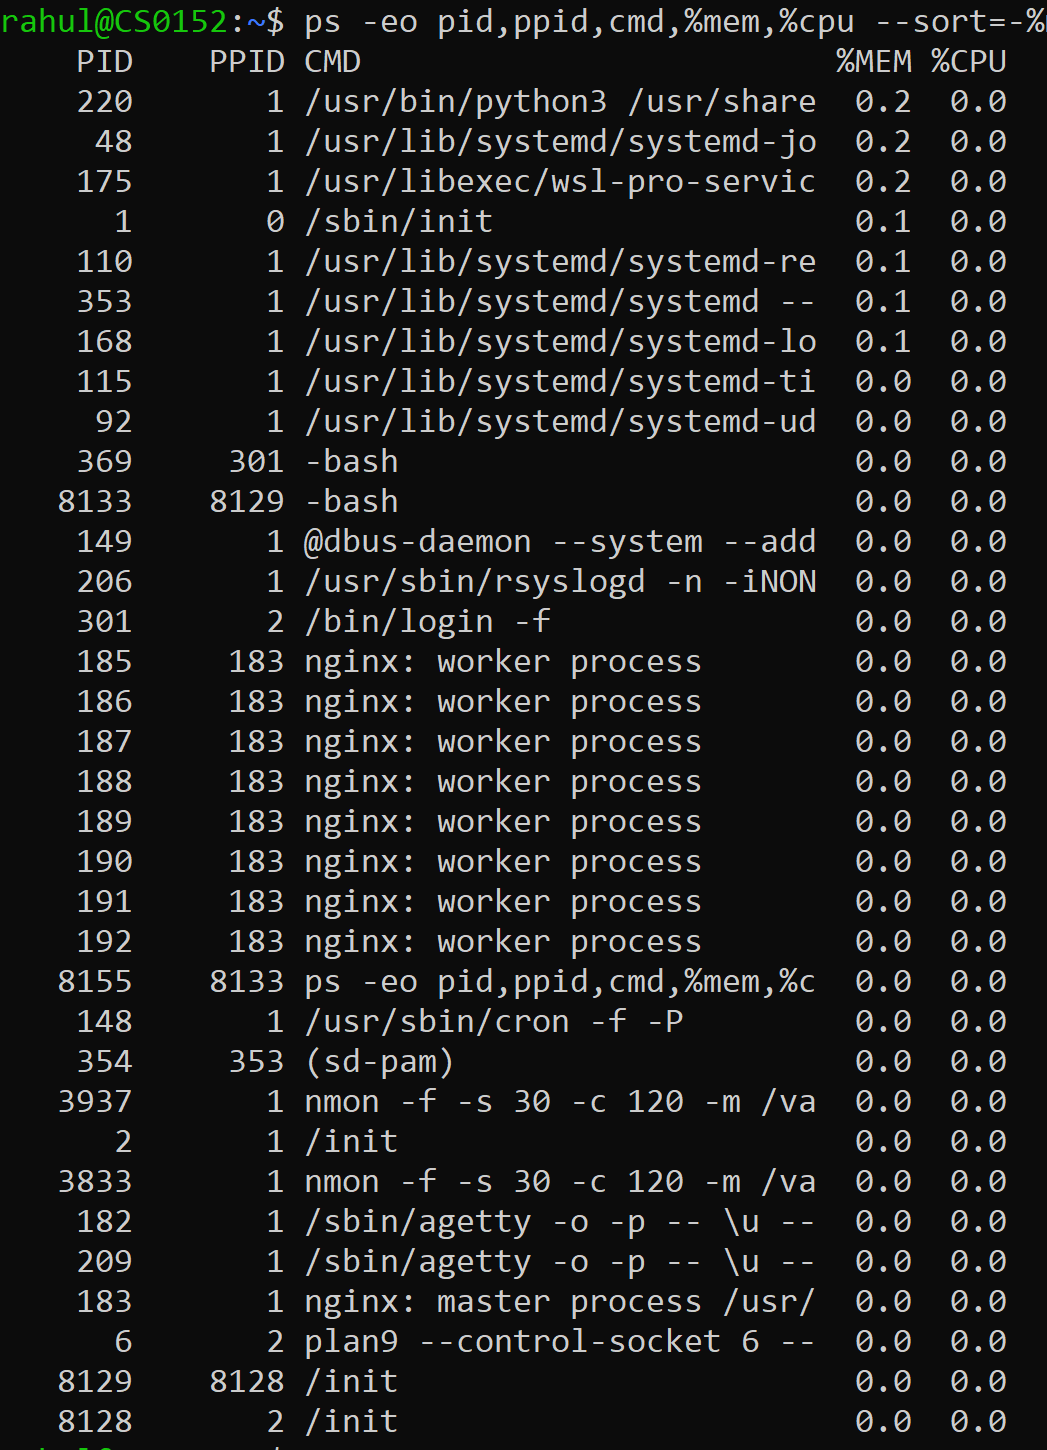 rahul@CS0152:~$ ps -eo pid,ppid,cmd,%mem,%cpu --sort=-%
PID PPID CMD %MEM %CPU
220 1 /usr/bin/python3 /usr/share 0.2 0.0
48 1 /usr/lib/systemd/systemd-jo 0.2 0.0
175 1 /usr/libexec/wsl-pro-servic 0.2 0.0
1 0 /sbin/init 0.1 0.0
110 1 /usr/lib/systemd/systemd-re 0.1 0.0
353 1 /usr/lib/systemd/systemd -- 0.1 0.0
168 1 /usr/lib/systemd/systemd-lo 0.1 0.0
115 1 /usr/lib/systemd/systemd-ti 0.0 0.0
92 1 /usr/lib/systemd/systemd-ud 0.0 0.0
369 301 -bash 0.0 0.0
8133 8129 -bash 0.0 0.0
149 1 @dbus-daemon --system --add 0.0 0.0
206 1 /usr/sbin/rsyslogd -n -iNON 0.0 0.0
301 2 /bin/login -f 0.0 0.0
185 183 nginx: worker process 0.0 0.0
186 183 nginx: worker process 0.0 0.0
187 183 nginx: worker process 0.0 0.0
188 183 nginx: worker process 0.0 0.0
189 183 nginx: worker process 0.0 0.0
190 183 nginx: worker process 0.0 0.0
191 183 nginx: worker process 0.0 0.0
192 183 nginx: worker process 0.0 0.0
8155 8133 ps -eo pid,ppid,cmd,%mem,%c 0.0 0.0
148 1 /usr/sbin/cron -f -P 0.0 0.0
354 353 (sd-pam) 0.0 0.0
3937 1 nmon -f -s 30 -c 120 -m /va 0.0 0.0
2 1 /init 0.0 0.0
3833 1 nmon -f -s 30 -c 120 -m /va 0.0 0.0
182 1 /sbin/agetty -o -p -- \u -- 0.0 0.0
209 1 /sbin/agetty -o -p -- \u -- 0.0 0.0
183 1 nginx: master process /usr/ 0.0 0.0
6 2 plan9 --control-socket 6 -- 0.0 0.0
8129 8128 /init 0.0 0.0
8128 2 /init 0.0 0.0